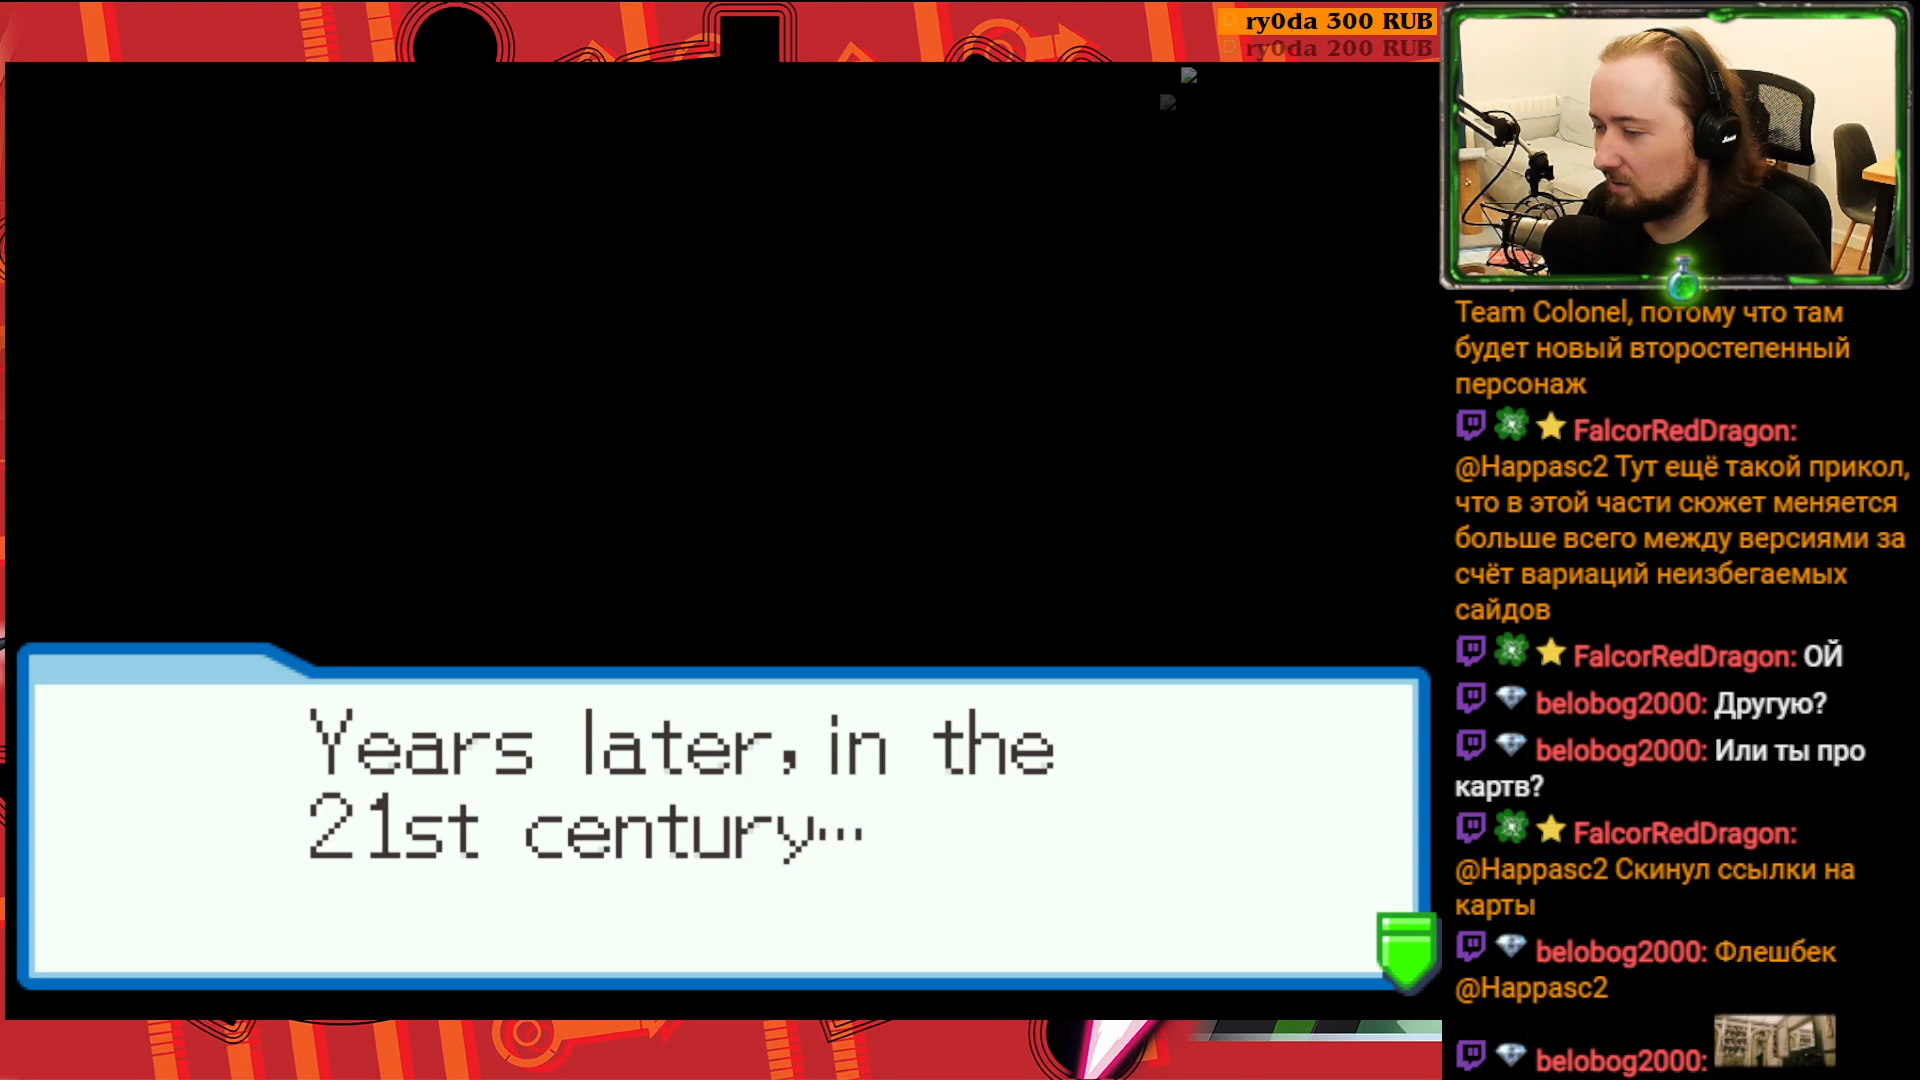 ry0da 300 RUB
ry0da 200 RUB
Years later, in the
21st century...
Team Colonel, потому что там
будет новый второстепенный
персонаж
FalcorRedDragon:
@Happasc2 Тут ещё такой прикол,
что в этой части сюжет меняется
больше всего между версиями за
счёт вариаций неизбегаемых
сайдов
FalcorRedDragon: ОЙ
belobog2000: Другую?
belobog2000: Или ты про
картв?
FalcorRedDragon:
@Happasc2 Скинул ссылки на
карты
belobog2000: Флешбек
@Happasc2
belobog2000: